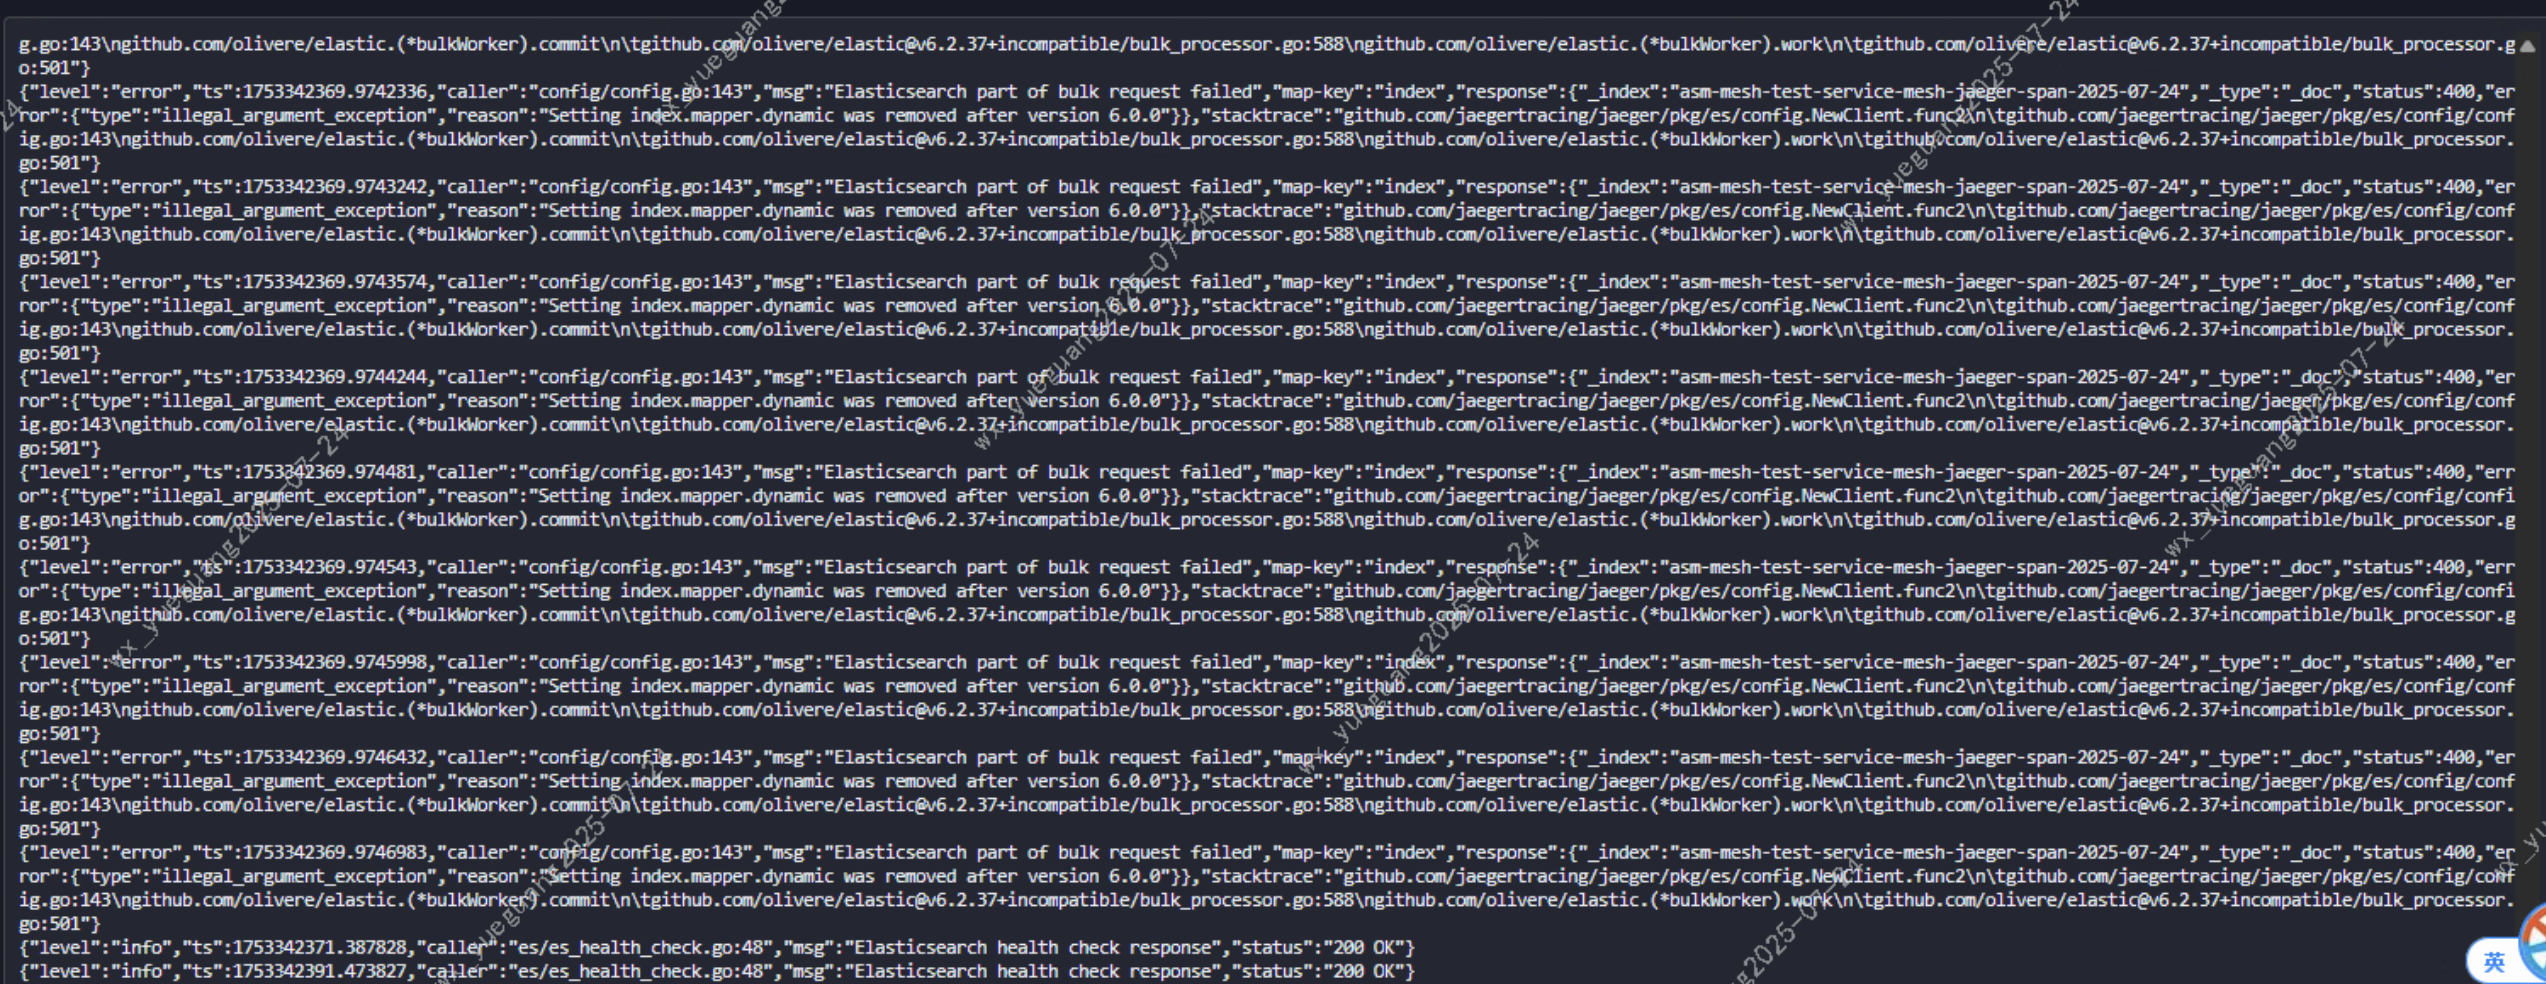 g.go:143\ngithub.com/olivere/elastic.(*bulkWorker).commit\n\tgithub.com/olivere/elastic@v6.2.37+incompatible/bulk_processor.go:588\ngithub.com/olivere/elastic.(*bulkWorker).work\n\tgithub.com/olivere/elastic@v6.2.37+incompatible/bulk_processor.g
o:501"}
{"level":"error","ts":1753342369.9742336,"caller":"config/config.go:143","msg":"Elasticsearch part of bulk request failed","map-key":"index","response":{"_index":"asm-mesh-test-service-mesh-jaeger-span-2025-07-24","_type":"_doc","status":400,"er
ror":{"type":"illegal_argument_exception","reason":"Setting index.mapper.dynamic was removed after version 6.0.0"}},"stacktrace":"github.com/jaegertracing/jaeger/pkg/es/config.NewClient.func2\n\tgithub.com/jaegertracing/jaeger/pkg/es/config/conf
ig.go:143\ngithub.com/olivere/elastic.(*bulkWorker).commit\n\tgithub.com/olivere/elastic@v6.2.37+incompatible/bulk_processor.go:588\ngithub.com/olivere/elastic.(*bulkWorker).work\n\tgithub.com/olivere/elastic@v6.2.37+incompatible/bulk_processor.
go:501"}
{"level":"error","ts":1753342369.9743242,"caller":"config/config.go:143","msg":"Elasticsearch part of bulk request failed","map-key":"index","response":{"_index":"asm-mesh-test-service-mesh-jaeger-span-2025-07-24","_type":"_doc","status":400,"er
ror":{"type":"illegal_argument_exception","reason":"Setting index.mapper.dynamic was removed after version 6.0.0"}},"stacktrace":"github.com/jaegertracing/jaeger/pkg/es/config.NewClient.func2\n\tgithub.com/jaegertracing/jaeger/pkg/es/config/conf
ig.go:143\ngithub.com/olivere/elastic.(*bulkWorker).commit\n\tgithub.com/olivere/elastic@v6.2.37+incompatible/bulk_processor.go:588\ngithub.com/olivere/elastic.(*bulkWorker).work\n\tgithub.com/olivere/elastic@v6.2.37+incompatible/bulk_processor.
go:501"}
{"level":"error","ts":1753342369.9743574,"caller":"config/config.go:143","msg":"Elasticsearch part of bulk request failed","map-key":"index","response":{"_index":"asm-mesh-test-service-mesh-jaeger-span-2025-07-24","_type":"_doc","status":400,"er
ror":{"type":"illegal_argument_exception","reason":"Setting index.mapper.dynamic was removed after version 6.0.0"}},"stacktrace":"github.com/jaegertracing/jaeger/pkg/es/config.NewClient.func2\n\tgithub.com/jaegertracing/jaeger/pkg/es/config/conf
ig.go:143\ngithub.com/olivere/elastic.(*bulkWorker).commit\n\tgithub.com/olivere/elastic@v6.2.37+incompatible/bulk_processor.go:588\ngithub.com/olivere/elastic.(*bulkWorker).work\n\tgithub.com/olivere/elastic@v6.2.37+incompatible/bulk_processor.
go:501"}
{"level":"error","ts":1753342369.9744244,"caller":"config/config.go:143","msg":"Elasticsearch part of bulk request failed","map-key":"index","response":{"_index":"asm-mesh-test-service-mesh-jaeger-span-2025-07-24","_type":"_doc","status":400,"er
ror":{"type":"illegal_argument_exception","reason":"Setting index.mapper.dynamic was removed after version 6.0.0"}},"stacktrace":"github.com/jaegertracing/jaeger/pkg/es/config.NewClient.func2\n\tgithub.com/jaegertracing/jaeger/pkg/es/config/conf
ig.go:143\ngithub.com/olivere/elastic.(*bulkWorker).commit\n\tgithub.com/olivere/elastic@v6.2.37+incompatible/bulk_processor.go:588\ngithub.com/olivere/elastic.(*bulkWorker).work\n\tgithub.com/olivere/elastic@v6.2.37+incompatible/bulk_processor.
go:501"}
{"level":"error","ts":1753342369.974481,"caller":"config/config.go:143","msg":"Elasticsearch part of bulk request failed","map-key":"index","response":{"_index":"asm-mesh-test-service-mesh-jaeger-span-2025-07-24","_type":"_doc","status":400,"err
or":{"type":"illegal_argument_exception","reason":"Setting index.mapper.dynamic was removed after version 6.0.0"}},"stacktrace":"github.com/jaegertracing/jaeger/pkg/es/config.NewClient.func2\n\tgithub.com/jaegertracing/jaeger/pkg/es/config/confi
g.go:143\ngithub.com/olivere/elastic.(*bulkWorker).commit\n\tgithub.com/olivere/elastic@v6.2.37+incompatible/bulk_processor.go:588\ngithub.com/olivere/elastic.(*bulkWorker).work\n\tgithub.com/olivere/elastic@v6.2.37+incompatible/bulk_processor.g
o:501"}
{"level":"error","ts":1753342369.974543,"caller":"config/config.go:143","msg":"Elasticsearch part of bulk request failed","map-key":"index","response":{"_index":"asm-mesh-test-service-mesh-jaeger-span-2025-07-24","_type":"_doc","status":400,"err
or":{"type":"illegal_argument_exception","reason":"Setting index.mapper.dynamic was removed after version 6.0.0"}},"stacktrace":"github.com/jaegertracing/jaeger/pkg/es/config.NewClient.func2\n\tgithub.com/jaegertracing/jaeger/pkg/es/config/confi
g.go:143\ngithub.com/olivere/elastic.(*bulkWorker).commit\n\tgithub.com/olivere/elastic@v6.2.37+incompatible/bulk_processor.go:588\ngithub.com/olivere/elastic.(*bulkWorker).work\n\tgithub.com/olivere/elastic@v6.2.37+incompatible/bulk_processor.g
o:501"}
{"level":"error","ts":1753342369.9745998,"caller":"config/config.go:143","msg":"Elasticsearch part of bulk request failed","map-key":"index","response":{"_index":"asm-mesh-test-service-mesh-jaeger-span-2025-07-24","_type":"_doc","status":400,"er
ror":{"type":"illegal_argument_exception","reason":"Setting index.mapper.dynamic was removed after version 6.0.0"}},"stacktrace":"github.com/jaegertracing/jaeger/pkg/es/config.NewClient.func2\n\tgithub.com/jaegertracing/jaeger/pkg/es/config/conf
ig.go:143\ngithub.com/olivere/elastic.(*bulkWorker).commit\n\tgithub.com/olivere/elastic@v6.2.37+incompatible/bulk_processor.go:588\ngithub.com/olivere/elastic.(*bulkWorker).work\n\tgithub.com/olivere/elastic@v6.2.37+incompatible/bulk_processor.
go:501"}
{"level":"error","ts":1753342369.9746432,"caller":"config/config.go:143","msg":"Elasticsearch part of bulk request failed","map-key":"index","response":{"_index":"asm-mesh-test-service-mesh-jaeger-span-2025-07-24","_type":"_doc","status":400,"er
ror":{"type":"illegal_argument_exception","reason":"Setting index.mapper.dynamic was removed after version 6.0.0"}},"stacktrace":"github.com/jaegertracing/jaeger/pkg/es/config.NewClient.func2\n\tgithub.com/jaegertracing/jaeger/pkg/es/config/conf
ig.go:143\ngithub.com/olivere/elastic.(*bulkWorker).commit\n\tgithub.com/olivere/elastic@v6.2.37+incompatible/bulk_processor.go:588\ngithub.com/olivere/elastic.(*bulkWorker).work\n\tgithub.com/olivere/elastic@v6.2.37+incompatible/bulk_processor.
go:501"}
{"level":"error","ts":1753342369.9746983,"caller":"config/config.go:143","msg":"Elasticsearch part of bulk request failed","map-key":"index","response":{"_index":"asm-mesh-test-service-mesh-jaeger-span-2025-07-24","_type":"_doc","status":400,"er
ror":{"type":"illegal_argument_exception","reason":"Setting index.mapper.dynamic was removed after version 6.0.0"}},"stacktrace":"github.com/jaegertracing/jaeger/pkg/es/config.NewClient.func2\n\tgithub.com/jaegertracing/jaeger/pkg/es/config/conf
ig.go:143\ngithub.com/olivere/elastic.(*bulkWorker).commit\n\tgithub.com/olivere/elastic@v6.2.37+incompatible/bulk_processor.go:588\ngithub.com/olivere/elastic.(*bulkWorker).work\n\tgithub.com/olivere/elastic@v6.2.37+incompatible/bulk_processor.
go:501"}
{"level":"info","ts":1753342371.387828,"caller":"es/es_health_check.go:48","msg":"Elasticsearch health check response","status":"200 OK"}
{"level":"info","ts":1753342391.473827,"caller":"es/es_health_check.go:48","msg":"Elasticsearch health check response","status":"200 OK"}
英
wx_yueguang2025-07-24